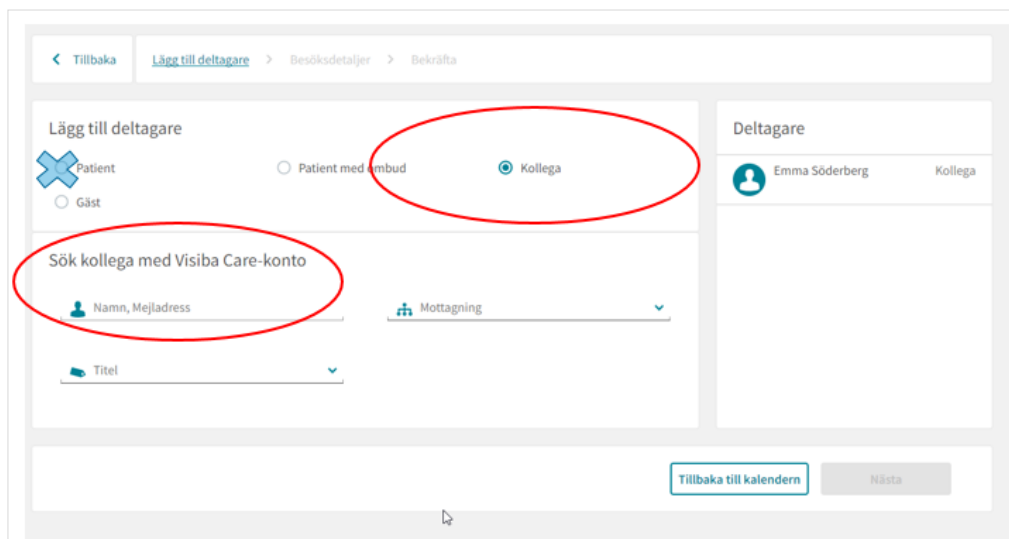 Tillbaka Lägg till deltagare > Besöksdetaljer > Bekräfta
Lägg till deltagare
Patient Patient med ombud Kollega
Gäst
Sök kollega med Visiba Care-konto
Namn, Mejladress Mottagning
Titel
Deltagare
Emma Söderberg Kollega
Tillbaka till kalendern Nästa